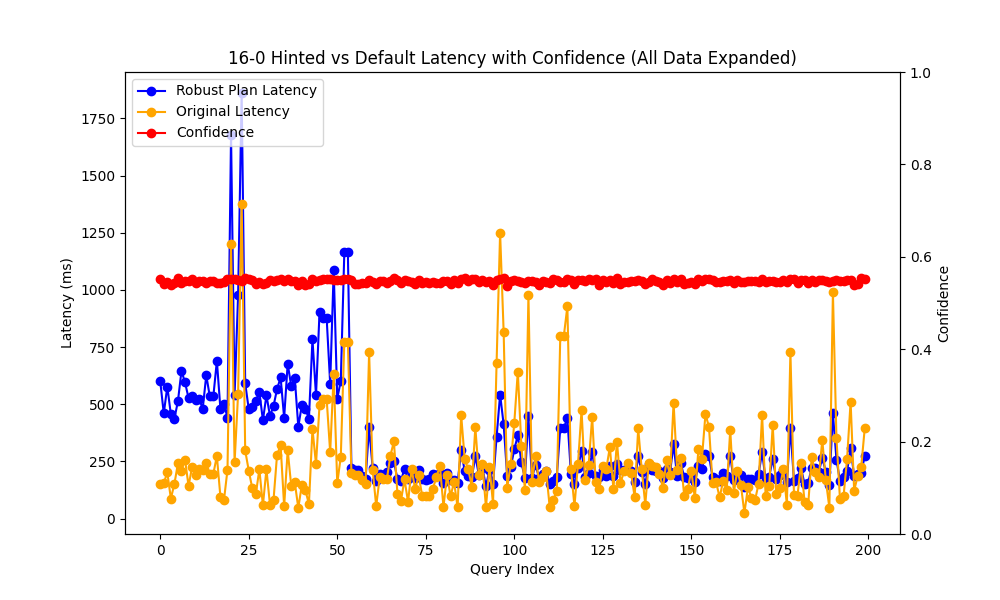 16-0 Hinted vs Default Latency with Confidence (All Data Expanded)
Robust Plan Latency
Original Latency
Confidence
Latency (ms)
1750
1500
1250
1000
750
500
250
0
1.0
0.8
0.6
0.4
0.2
0.0
Confidence
0 25 50 75 100 125 150 175 200
Query Index